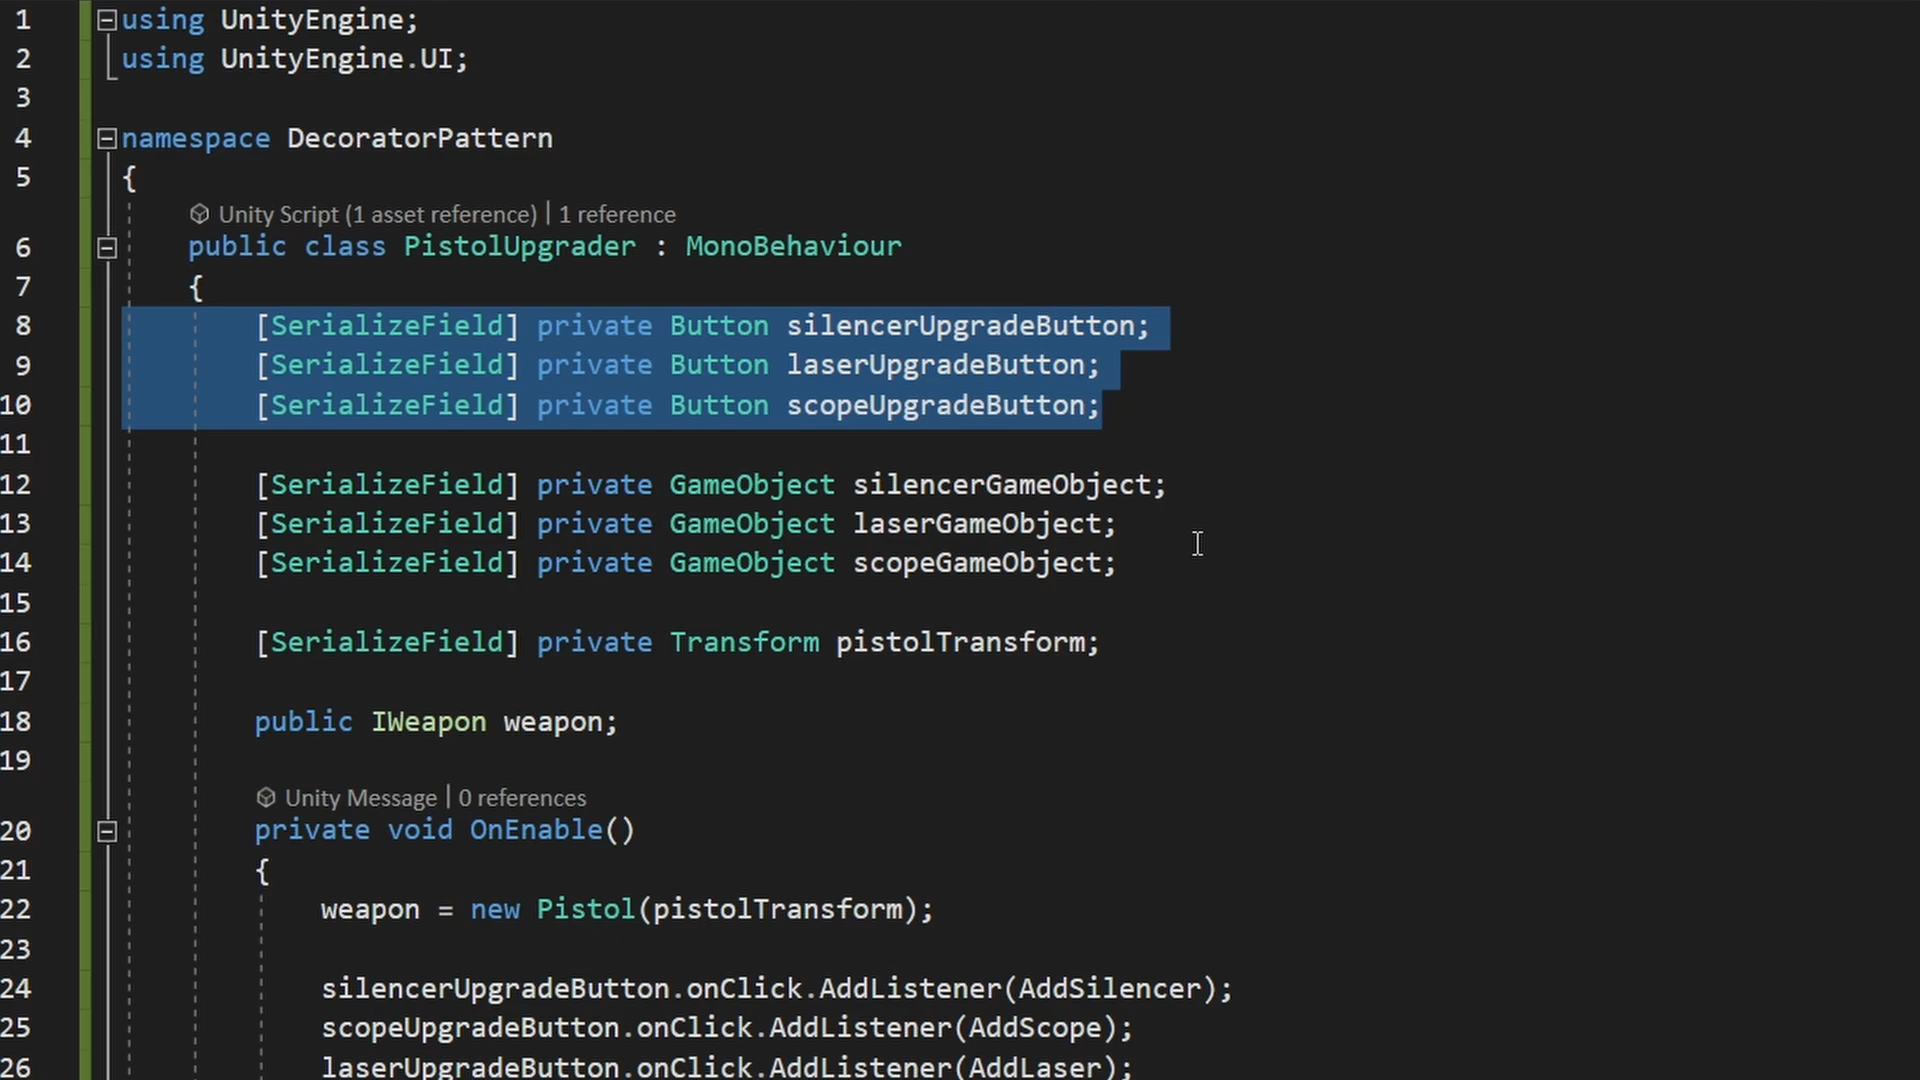 1 using UnityEngine;
2 using UnityEngine.UI;
3
4 namespace DecoratorPattern
5 {
Unity Script (1 asset reference) | 1 reference
6 public class PistolUpgrader : MonoBehaviour
7 {
8 [SerializeField] private Button silencerUpgradeButton;
9 [SerializeField] private Button laserUpgradeButton;
10 [SerializeField] private Button scopeUpgradeButton;
11
12 [SerializeField] private GameObject silencerGameObject;
13 [SerializeField] private GameObject laserGameObject;
14 [SerializeField] private GameObject scopeGameObject;
15
16 [SerializeField] private Transform pistolTransform;
17
18 public IWeapon weapon;
19
Unity Message | 0 references
20 private void OnEnable()
21 {
22 weapon = new Pistol(pistolTransform);
23
24 silencerUpgradeButton.onClick.AddListener(AddSilencer);
25 scopeUpgradeButton.onClick.AddListener(AddScope);
26 laserUpgradeButton.onClick.AddListener(AddLaser);